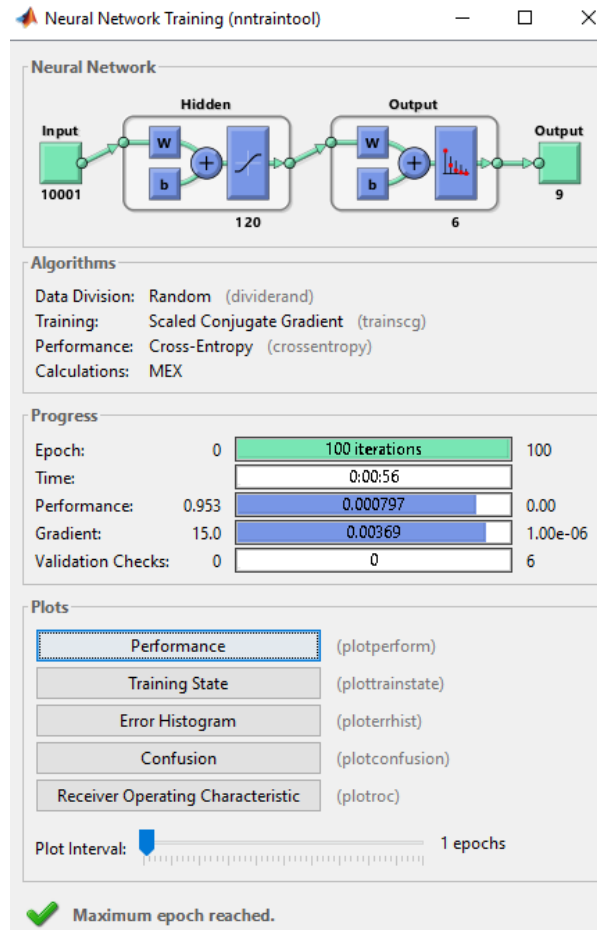 Neural Network Training (nntraintool)
Neural Network
Hidden Output
Input Output
W W
b b
10001 120 6 9
Algorithms
Data Division: Random (dividerand)
Training: Scaled Conjugate Gradient (trainscg)
Performance: Cross-Entropy (crossentropy)
Calculations: MEX
Progress
Epoch: 0 100 iterations 100
Time: 0:00:56
Performance: 0.953 0.000797 0.00
Gradient: 15.0 0.00369 1.00e-06
Validation Checks: 0 0 6
Plots
Performance (plotperform)
Training State (plottrainstate)
Error Histogram (ploterrhist)
Confusion (plotconfusion)
Receiver Operating Characteristic (plotroc)
Plot Interval: 1 epochs
Maximum epoch reached.